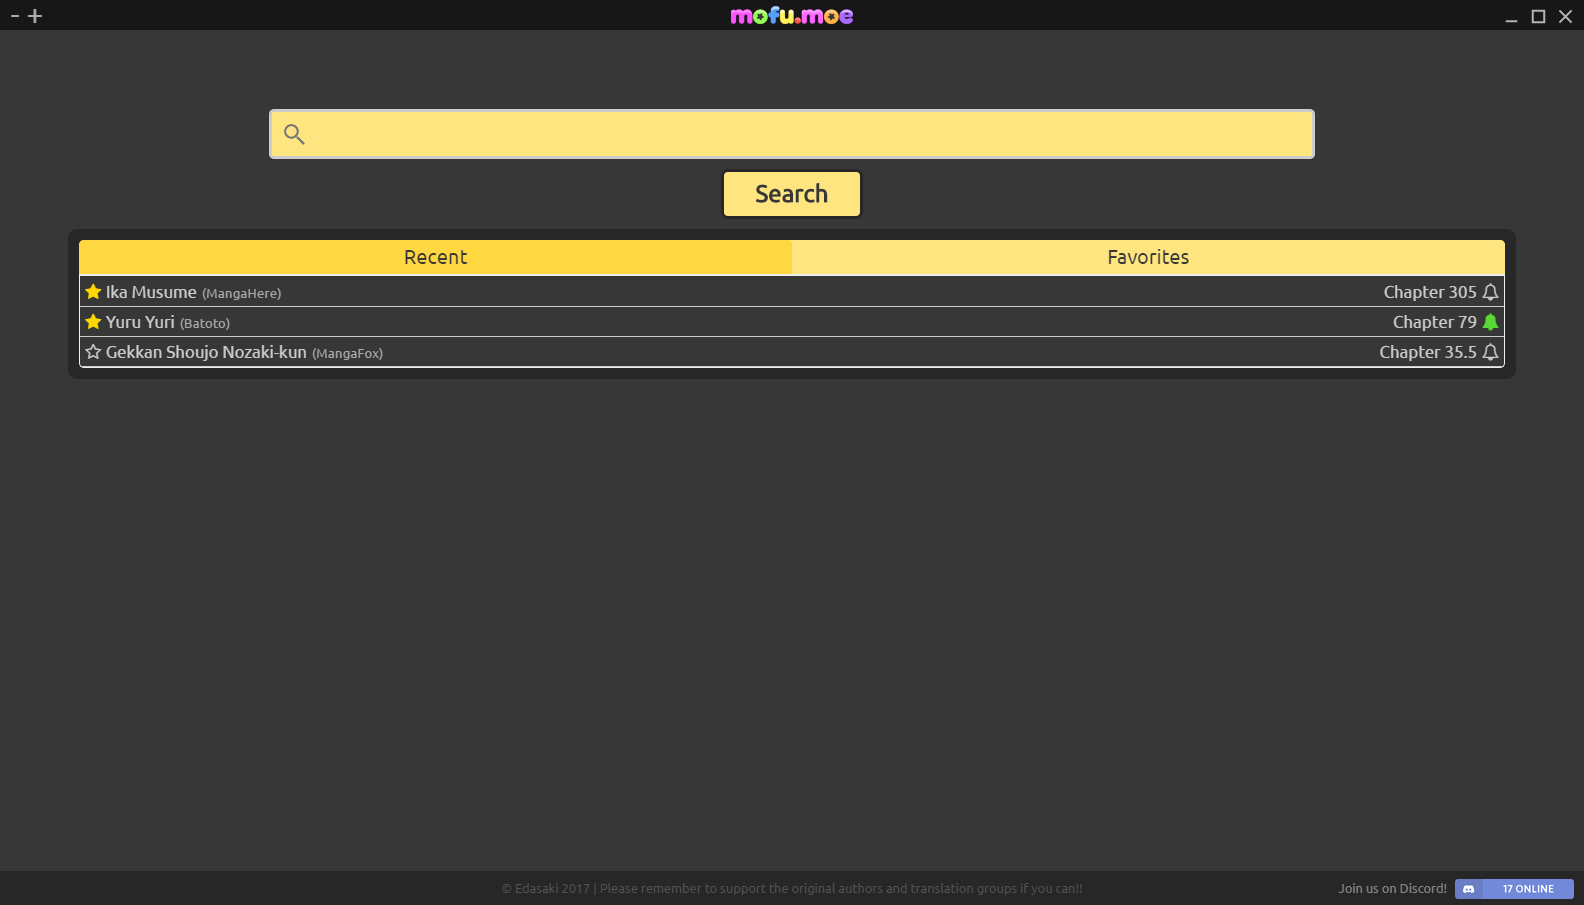 - +
mofu.moe
Search
Recent
Favorites
Ika Musume (MangaHere)
Chapter 305
Yuru Yuri (Batoto)
Chapter 79
Gekkan Shoujo Nozaki-kun (MangaFox)
Chapter 35.5
© Edasaki 2017 | Please remember to support the original authors and translation groups if you can!!
Join us on Discord!
17 ONLINE